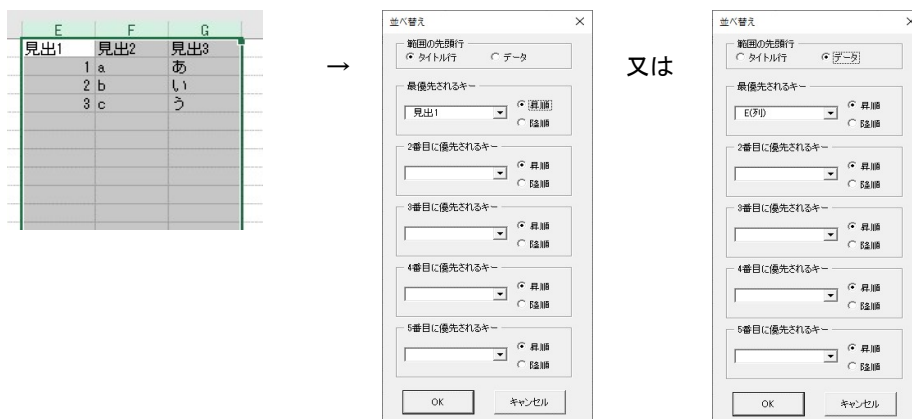 E F G
見出1 見出2 見出3
1 a あ
2 b い
3 c う
→
並べ替え ×
範囲の先頭行
タイトル行 データ
最優先されるキー
見出1 昇順
降順
2番目に優先されるキー
昇順
降順
3番目に優先されるキー
昇順
降順
4番目に優先されるキー
昇順
降順
5番目に優先されるキー
昇順
降順
OK キャンセル
又は
並べ替え ×
範囲の先頭行
タイトル行 データ
最優先されるキー
E(列) 昇順
降順
2番目に優先されるキー
昇順
降順
3番目に優先されるキー
昇順
降順
4番目に優先されるキー
昇順
降順
5番目に優先されるキー
昇順
降順
OK キャンセル